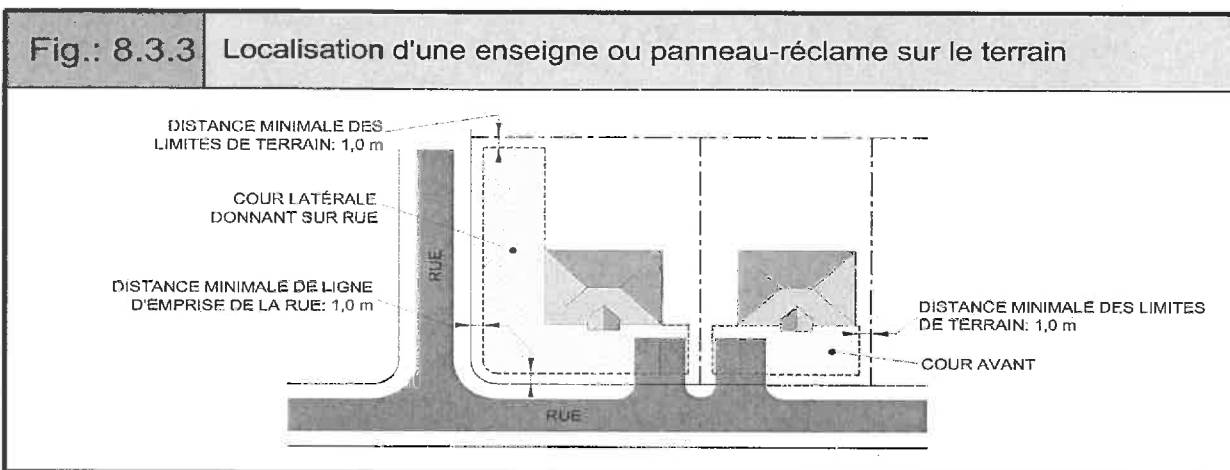 Fig.: 8.3.3
Localisation d'une enseigne ou panneau-réclame sur le terrain
DISTANCE MINIMALE DES
LIMITES DE TERRAIN: 1,0 m
COUR LATÉRALE
DONNANT SUR RUE
RUE
DISTANCE MINIMALE DE LIGNE
D'EMPRISE DE LA RUE: 1,0 m
DISTANCE MINIMALE DES LIMITES
DE TERRAIN: 1,0 m
COUR AVANT
RUE